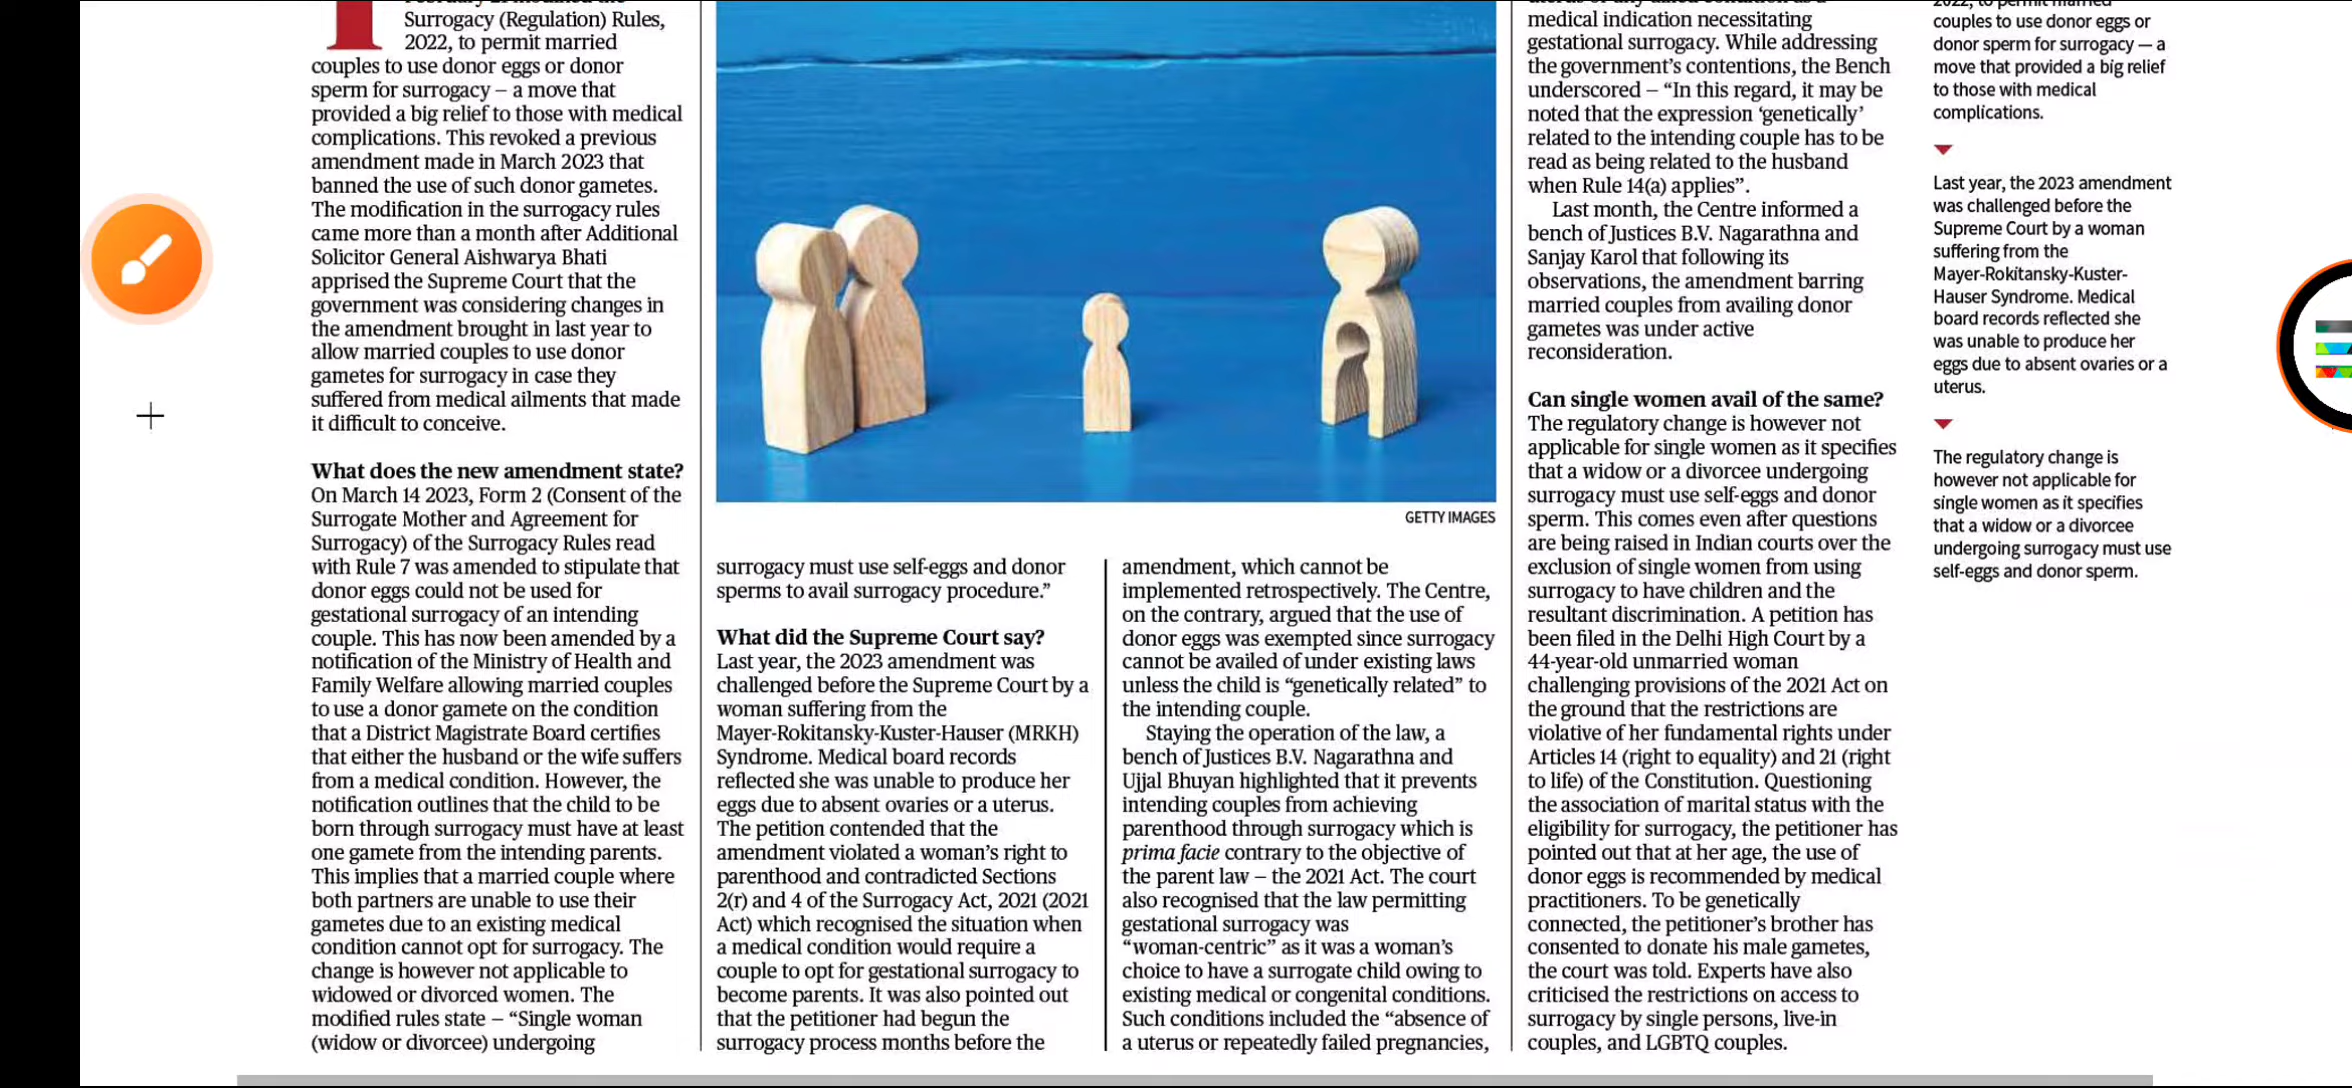 Surrogacy (Regulation) Rules,
2022, to permit married
couples to use donor eggs or donor
sperm for surrogacy — a move that
provided a big relief to those with medical
complications. This revoked a previous
amendment made in March 2023 that
banned the use of such donor gametes.
The modification in the surrogacy rules
came more than a month after Additional
Solicitor General Aishwarya Bhati
apprised the Supreme Court that the
government was considering changes in
the amendment brought in last year to
allow married couples to use donor
gametes for surrogacy in case they
suffered from medical ailments that made
it difficult to conceive.
What does the new amendment state?
On March 14 2023, Form 2 (Consent of the
Surrogate Mother and Agreement for
Surrogacy) of the Surrogacy Rules read
with Rule 7 was amended to stipulate that
donor eggs could not be used for
gestational surrogacy of an intending
couple. This has now been amended by a
notification of the Ministry of Health and
Family Welfare allowing married couples
to use a donor gamete on the condition
that a District Magistrate Board certifies
that either the husband or the wife suffers
from a medical condition. However, the
notification outlines that the child to be
born through surrogacy must have at least
one gamete from the intending parents.
This implies that a married couple where
both partners are unable to use their
gametes due to an existing medical
condition cannot opt for surrogacy. The
change is however not applicable to
widowed or divorced women. The
modified rules state — “Single woman
(widow or divorcee) undergoing
GETTY IMAGES
surrogacy must use self-eggs and donor
sperms to avail surrogacy procedure.”
What did the Supreme Court say?
Last year, the 2023 amendment was
challenged before the Supreme Court by a
woman suffering from the
Mayer-Rokitansky-Kuster-Hauser (MRKH)
Syndrome. Medical board records
reflected she was unable to produce her
eggs due to absent ovaries or a uterus.
The petition contended that the
amendment violated a woman’s right to
parenthood and contradicted Sections
2(r) and 4 of the Surrogacy Act, 2021 (2021
Act) which recognised the situation when
a medical condition would require a
couple to opt for gestational surrogacy to
become parents. It was also pointed out
that the petitioner had begun the
surrogacy process months before the
amendment, which cannot be
implemented retrospectively. The Centre,
on the contrary, argued that the use of
donor eggs was exempted since surrogacy
cannot be availed of under existing laws
unless the child is “genetically related” to
the intending couple.
Staying the operation of the law, a
bench of Justices B.V. Nagarathna and
Ujjal Bhuyan highlighted that it prevents
intending couples from achieving
parenthood through surrogacy which is
prima facie contrary to the objective of
the parent law — the 2021 Act. The court
also recognised that the law permitting
gestational surrogacy was
“woman-centric” as it was a woman’s
choice to have a surrogate child owing to
existing medical or congenital conditions.
Such conditions included the “absence of
a uterus or repeatedly failed pregnancies,
medical indication necessitating
gestational surrogacy. While addressing
the government’s contentions, the Bench
underscored — “In this regard, it may be
noted that the expression ‘genetically’
related to the intending couple has to be
read as being related to the husband
when Rule 14(a) applies”.
Last month, the Centre informed a
bench of Justices B.V. Nagarathna and
Sanjay Karol that following its
observations, the amendment barring
married couples from availing donor
gametes was under active
reconsideration.
Can single women avail of the same?
The regulatory change is however not
applicable for single women as it specifies
that a widow or a divorcee undergoing
surrogacy must use self-eggs and donor
sperm. This comes even after questions
are being raised in Indian courts over the
exclusion of single women from using
surrogacy to have children and the
resultant discrimination. A petition has
been filed in the Delhi High Court by a
44-year-old unmarried woman
challenging provisions of the 2021 Act on
the ground that the restrictions are
violative of her fundamental rights under
Articles 14 (right to equality) and 21 (right
to life) of the Constitution. Questioning
the association of marital status with the
eligibility for surrogacy, the petitioner has
pointed out that at her age, the use of
donor eggs is recommended by medical
practitioners. To be genetically
connected, the petitioner’s brother has
consented to donate his male gametes,
the court was told. Experts have also
criticised the restrictions on access to
surrogacy by single persons, live-in
couples, and LGBTQ couples.
2022, to permit married
couples to use donor eggs or
donor sperm for surrogacy — a
move that provided a big relief
to those with medical
complications.
Last year, the 2023 amendment
was challenged before the
Supreme Court by a woman
suffering from the
Mayer-Rokitansky-Kuster-
Hauser Syndrome. Medical
board records reflected she
was unable to produce her
eggs due to absent ovaries or a
uterus.
The regulatory change is
however not applicable for
single women as it specifies
that a widow or a divorcee
undergoing surrogacy must use
self-eggs and donor sperm.